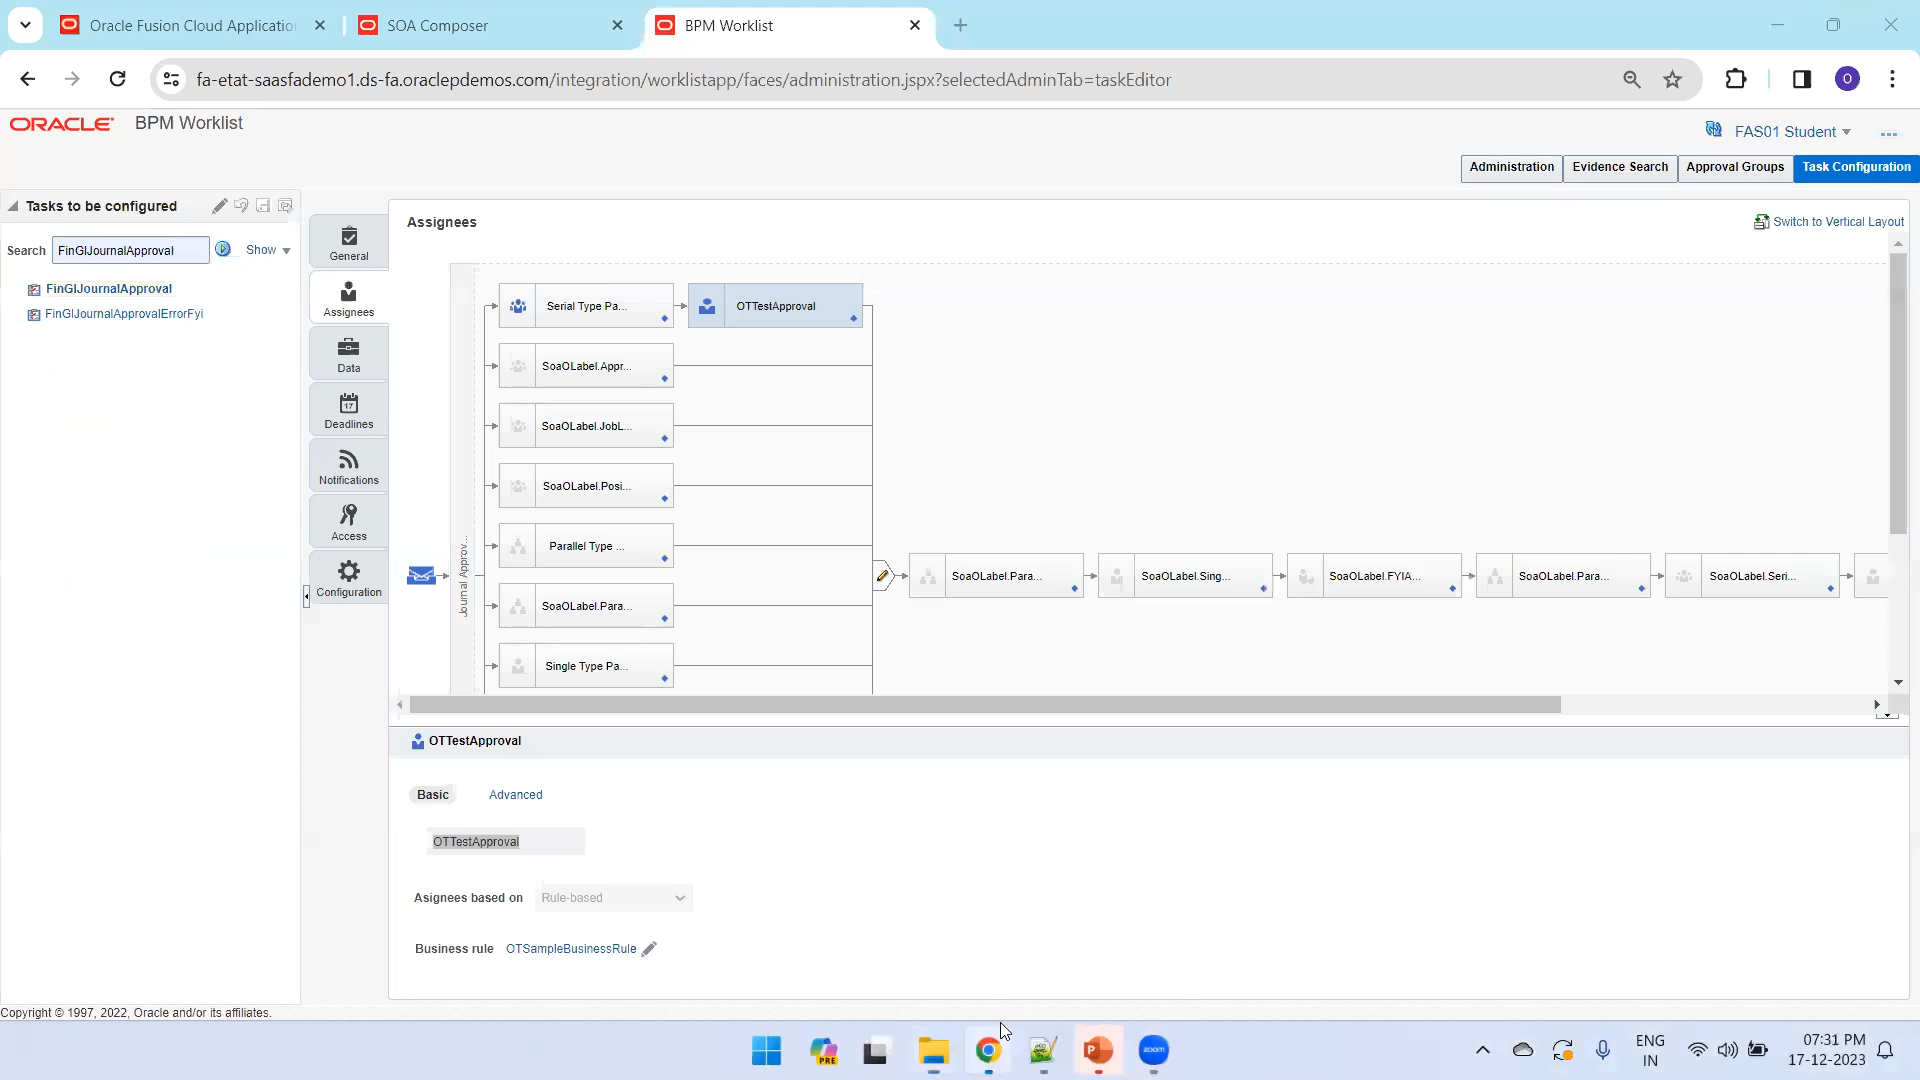 Oracle Fusion Cloud Applicatio
SOA Composer
BPM Worklist
fa-etat-saasfademo1.ds-fa.oraclepdemos.com/integration/worklistapp/faces/administration.jspx?selectedAdminTab=taskEditor
O
ORACLE BPM Worklist
FAS01 Student
Administration
Evidence Search
Approval Groups
Task Configuration
Tasks to be configured
Search FinGlJournalApproval Show
FinGlJournalApproval
FinGlJournalApprovalErrorFyi
General
Assignees
Data
17
Deadlines
Notifications
Access
Configuration
Assignees
Switch to Vertical Layout
Journal Approv...
Serial Type Pa...
OTTestApproval
SoaOLabel.Appr...
SoaOLabel.JobL...
SoaOLabel.Posi...
Parallel Type ...
SoaOLabel.Para...
Single Type Pa...
SoaOLabel.Para...
SoaOLabel.Sing...
SoaOLabel.FYIA...
SoaOLabel.Para...
SoaOLabel.Seri...
OTTestApproval
Basic
Advanced
OTTestApproval
Asignees based on Rule-based
Business rule OTSampleBusinessRule
Copyright © 1997, 2022, Oracle and/or its affiliates.
PRE
zoom
ENG
IN
07:31 PM
17-12-2023